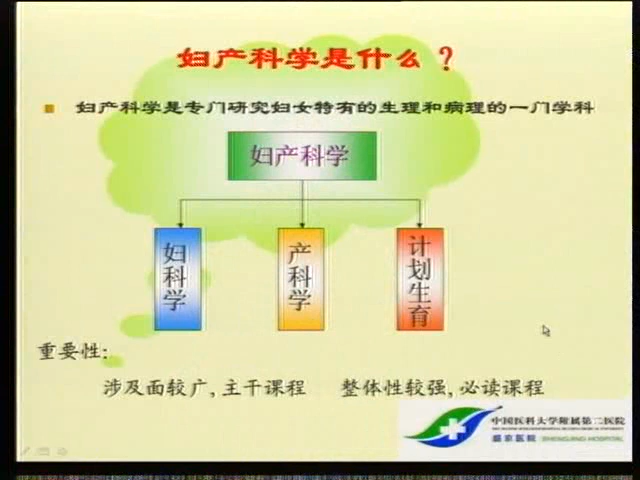 妇产科学是什么？
妇产科学是专门研究妇女特有的生理和病理的一门学科
妇产科学
妇科学
产科学
计划生育
重要性：
涉及面较广，主干课程 整体性较强，必读课程
中国医科大学附属第二医院
盛京医院 SHENGJING HOSPITAL